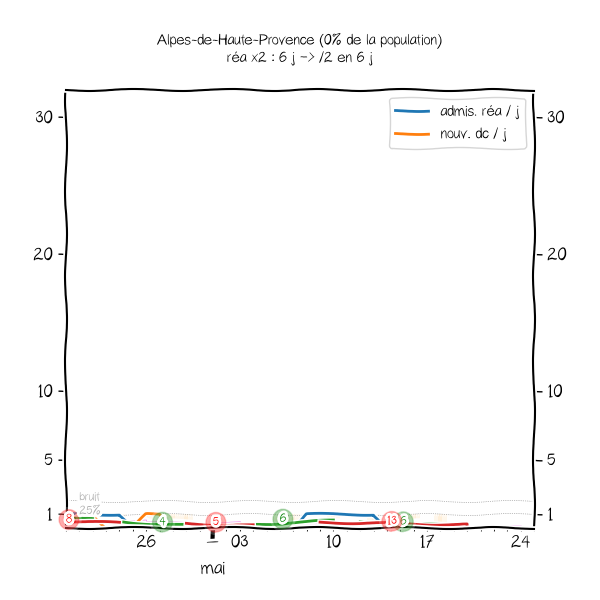 Alpes-de-Haute-Provence (0% de la population)
réa x2 : 6 j -> /2 en 6 j
admis. réa / j
nouv. dc / j
30 30
20 20
10 10
5 5
bruit
25%
1 1
8 4 5 6 13 6
26 03 10 17 24
mai